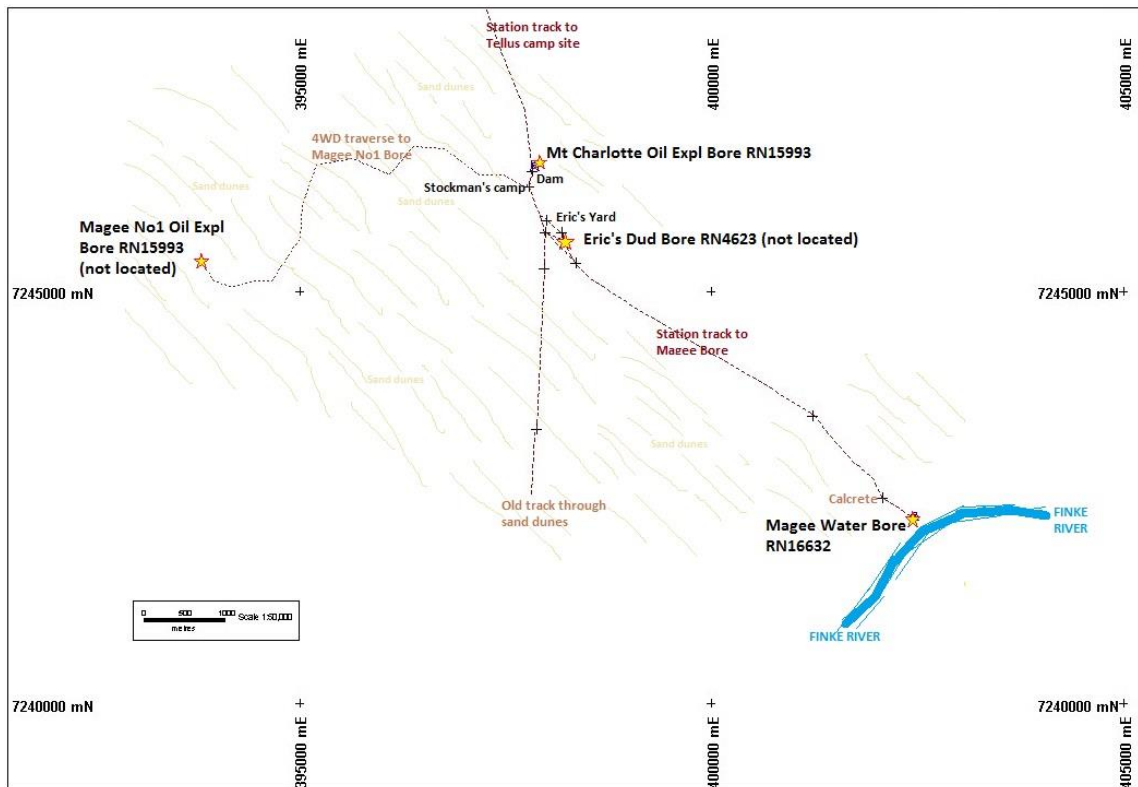 Station track to
Tellus camp site
395000 mE
400000 mE
405000 mE
Sand dunes
4WD traverse to
Magee No1 Bore
Mt Charlotte Oil Expl Bore RN15993
Dam
Stockman's camp
Sand dunes
Sand dunes
Eric's Yard
Magee No1 Oil Expl
Bore RN15993
(not located)
Eric's Dud Bore RN4623 (not located)
7245000 mN
7245000 mN
Station track to
Magee Bore
Sand dunes
Sand dunes
Calcrete
Old track through
sand dunes
Magee Water Bore
RN16632
FINKE
RIVER
0 500 1000 Scale 1:50,000
metres
FINKE RIVER
7240000 mN
7240000 mN
395000 mE
400000 mE
405000 mE